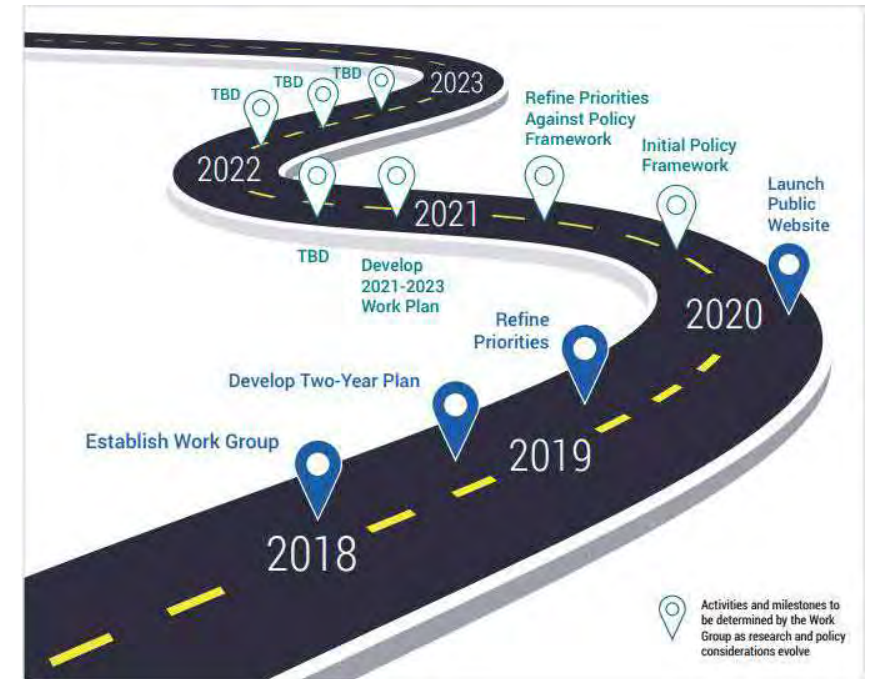 TBD
TBD
TBD
2023
Refine Priorities
Against Policy
Framework
Initial Policy
Framework
2022
Launch
Public
Website
2021
TBD
Develop
2021-2023
Work Plan
2020
Refine
Priorities
Develop Two-Year Plan
Establish Work Group
2019
2018
Activities and milestones to
be determined by the Work
Group as research and policy
considerations evolve